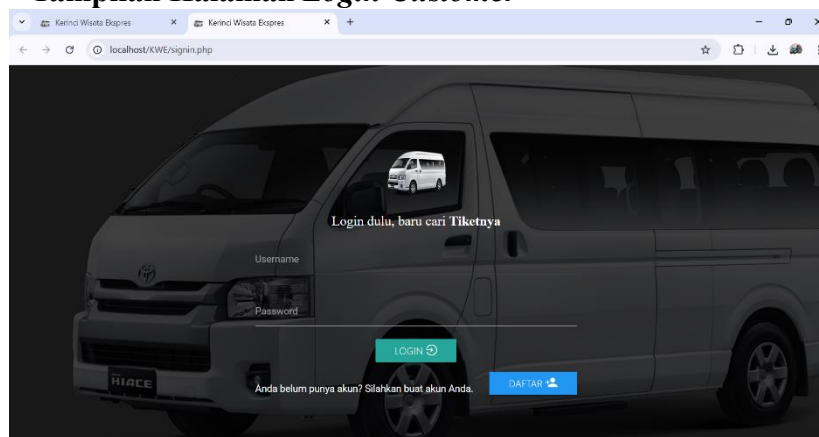 Tampilan Halaman Login Customer
Kerinci Wisata Ekspres
Kerinci Wisata Ekspres
localhost/KWE/signin.php
Login dulu, baru cari Tiketnya
Username
Password
LOGIN
HIACE
Anda belum punya akun? Silahkan buat akun Anda.
DAFTAR